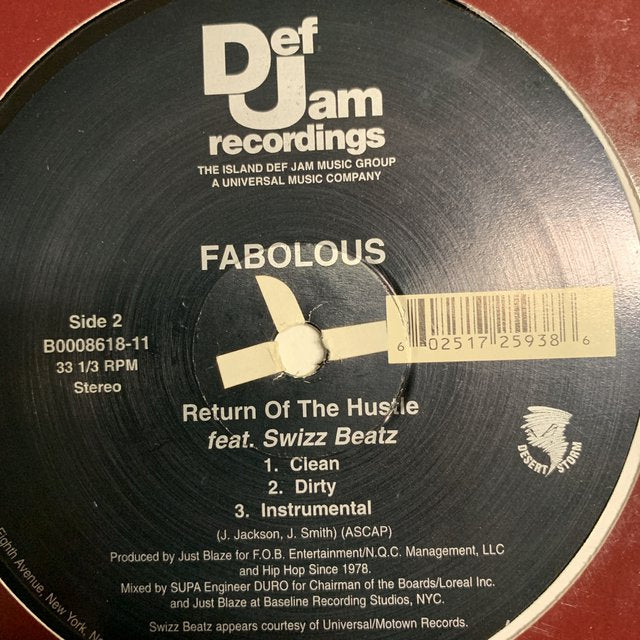 Def
Jam
recordings
THE ISLAND DEF JAM MUSIC GROUP
A UNIVERSAL MUSIC COMPANY
FABOLOUS
Side 2
B0008618-11
33 1/3 RPM
Stereo
6 02517 25938 6
Return Of The Hustle
feat. Swizz Beatz
1. Clean
2. Dirty
3. Instrumental
DESERT STORM
(J. Jackson, J. Smith) (ASCAP)
Produced by Just Blaze for F.O.B. Entertainment/N.Q.C. Management, LLC
and Hip Hop Since 1978.
Mixed by SUPA Engineer DURO for Chairman of the Boards/Loreal Inc.
and Just Blaze at Baseline Recording Studios, NYC.
Swizz Beatz appears courtesy of Universal/Motown Records.
Eighth Avenue, New York,